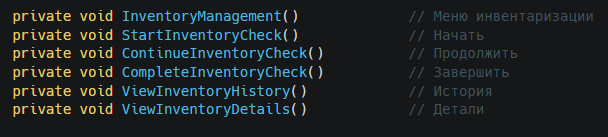 private void InventoryManagement() // Меню инвентаризации
private void StartInventoryCheck() // Начать
private void ContinueInventoryCheck() // Продолжить
private void CompleteInventoryCheck() // Завершить
private void ViewInventoryHistory() // История
private void ViewInventoryDetails() // Детали